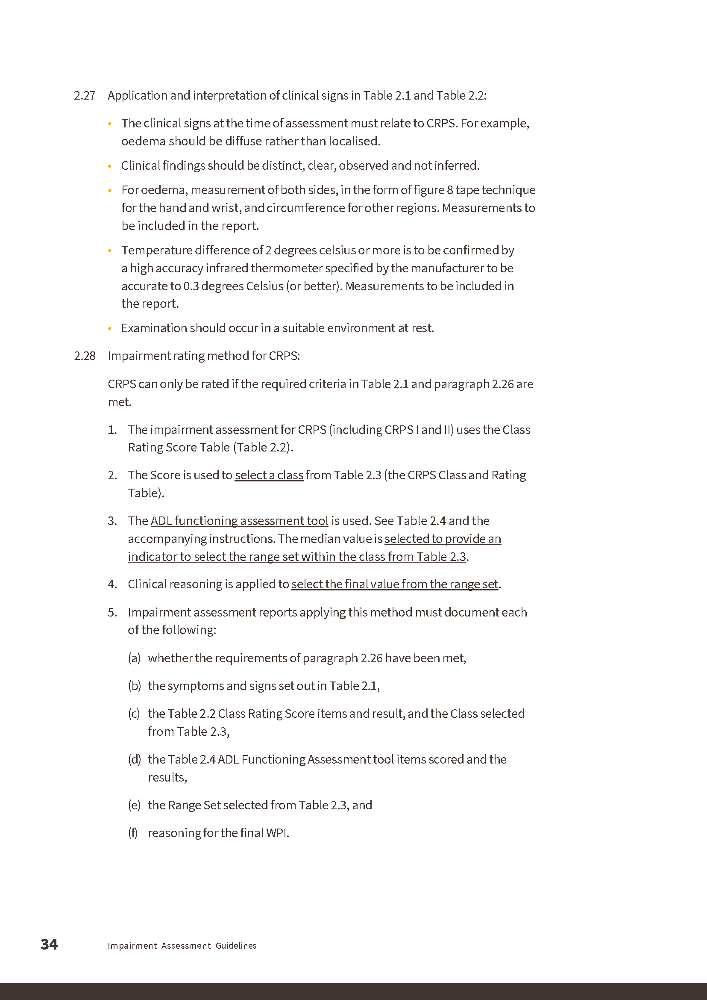 2.27 Application and interpretation of clinical signs in Table 2.1 and Table 2.2:
• The clinical signs at the time of assessment must relate to CRPS. For example,
oedema should be diffuse rather than localised.
• Clinical findings should be distinct, clear, observed and not inferred.
• For oedema, measurement of both sides, in the form of figure 8 tape technique
for the hand and wrist, and circumference for other regions. Measurements to
be included in the report.
• Temperature difference of 2 degrees celsius or more is to be confirmed by
a high accuracy infrared thermometer specified by the manufacturer to be
accurate to 0.3 degrees Celsius (or better). Measurements to be included in
the report.
• Examination should occur in a suitable environment at rest.
2.28 Impairment rating method for CRPS:
CRPS can only be rated if the required criteria in Table 2.1 and paragraph 2.26 are
met.
1. The impairment assessment for CRPS (including CRPS I and II) uses the Class
Rating Score Table (Table 2.2).
2. The Score is used to select a class from Table 2.3 (the CRPS Class and Rating
Table).
3. The ADL functioning assessment tool is used. See Table 2.4 and the
accompanying instructions. The median value is selected to provide an
indicator to select the range set within the class from Table 2.3.
4. Clinical reasoning is applied to select the final value from the range set.
5. Impairment assessment reports applying this method must document each
of the following:
(a) whether the requirements of paragraph 2.26 have been met,
(b) the symptoms and signs set out in Table 2.1,
(c) the Table 2.2 Class Rating Score items and result, and the Class selected
from Table 2.3,
(d) the Table 2.4 ADL Functioning Assessment tool items scored and the
results,
(e) the Range Set selected from Table 2.3, and
(f) reasoning for the final WPI.
34 Impairment Assessment Guidelines